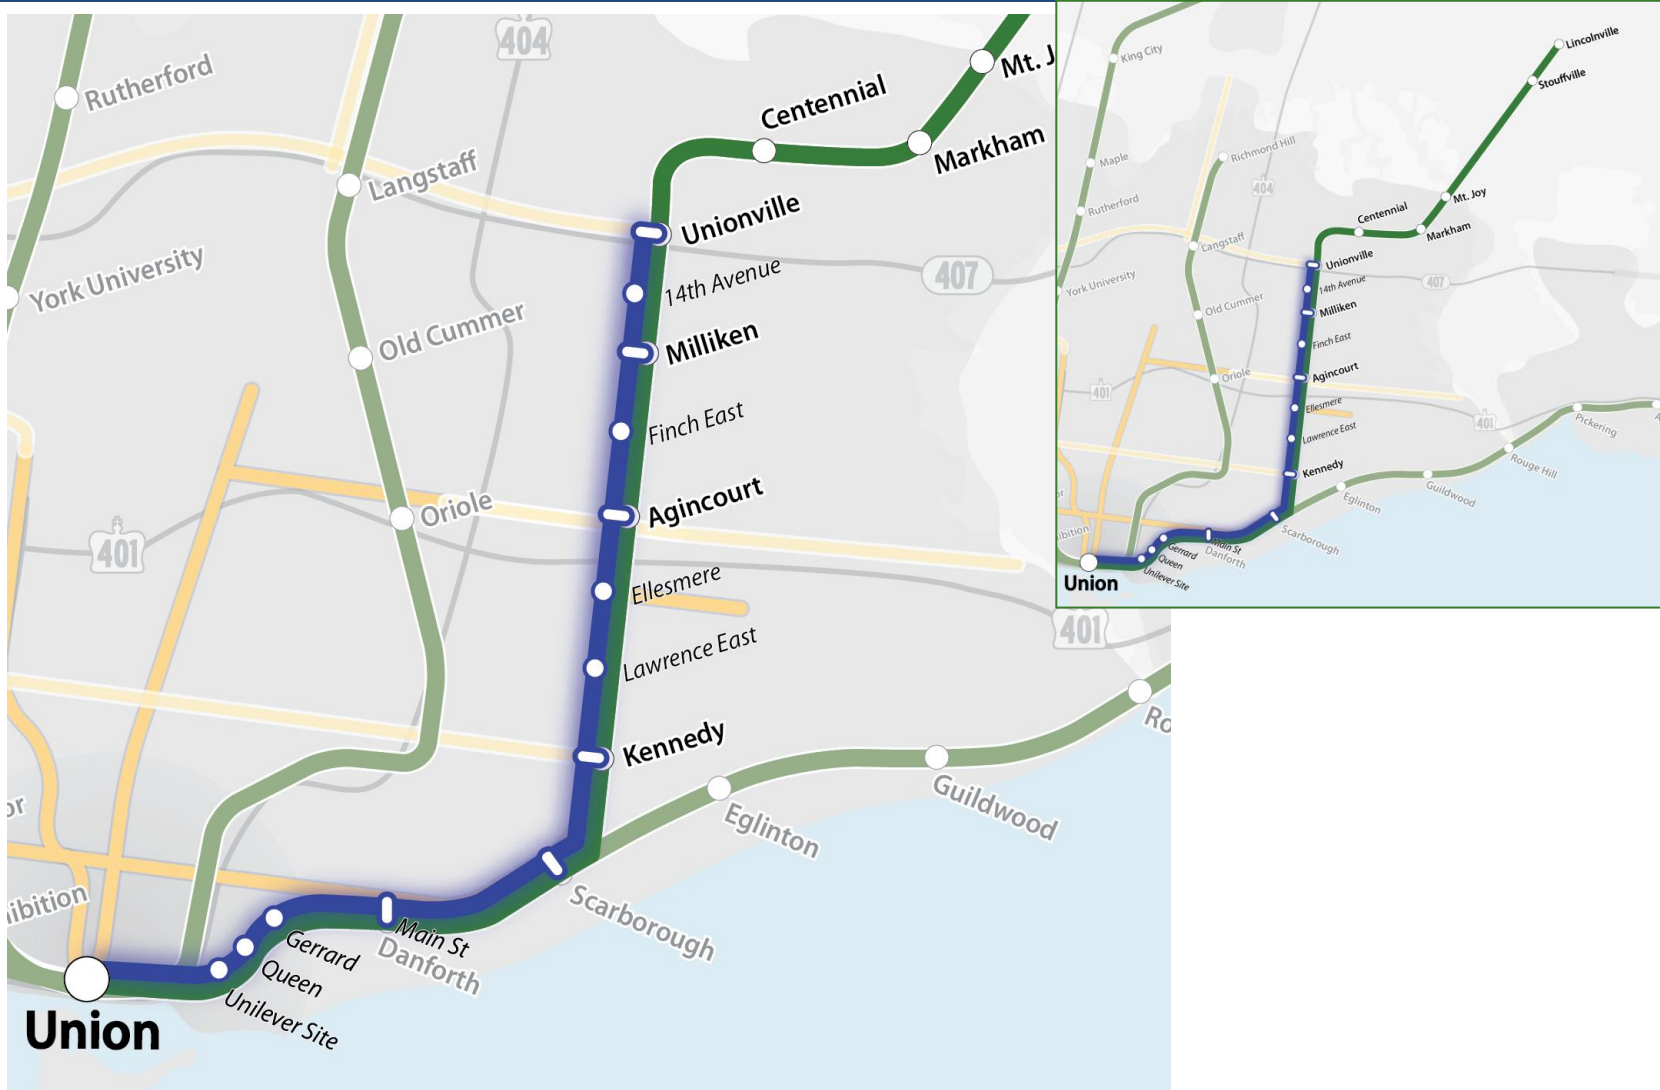 404
Rutherford
Centennial
Mt. J
Markham
Langstaff
Unionville
York University
14th Avenue
407
Old Cummer
Milliken
Finch East
Agincourt
Oriole
401
Ellesmere
401
Lawrence East
Kennedy
Ro
Guildwood
Eglinton
or
ibition
Scarborough
Main St
Danforth
Gerrard
Queen
Unilever Site
Union
Lincolnville
King City
Stouffville
Richmond Hill
Maple
404
Mt. Joy
Rutherford
Centennial
Markham
Langstaff
Unionville
York University
14th Avenue
407
Old Cummer
Milliken
Finch East
Agincourt
Oriole
401
Ellesmere
Pickering
A
401
Lawrence East
Rouge Hill
Kennedy
Guildwood
or
Eglinton
ibition
Scarborough
Main St
Danforth
Gerrard
Queen
Unilever Site
Union